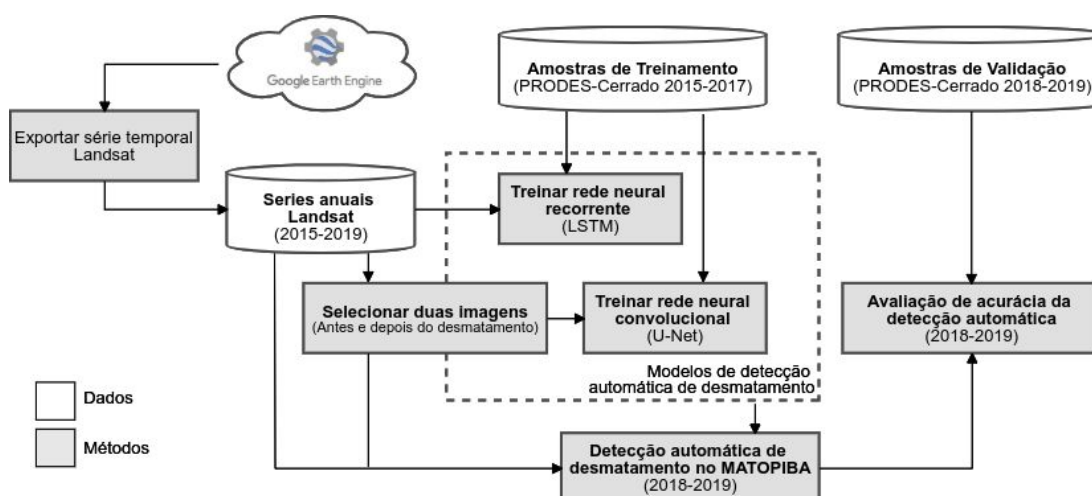 Google Earth Engine
Amostras de Treinamento
(PRODES-Cerrado 2015-2017)
Amostras de Validação
(PRODES-Cerrado 2018-2019)
Exportar série temporal
Landsat
Series anuais
Landsat
(2015-2019)
Treinar rede neural
recorrente
(LSTM)
Selecionar duas imagens
(Antes e depois do desmatamento)
Treinar rede neural
convolucional
(U-Net)
Avaliação de acurácia da
detecção automática
(2018-2019)
Modelos de detecção
automática de desmatamento
Dados
Métodos
Detecção automática de
desmatamento no MATOPIBA
(2018-2019)